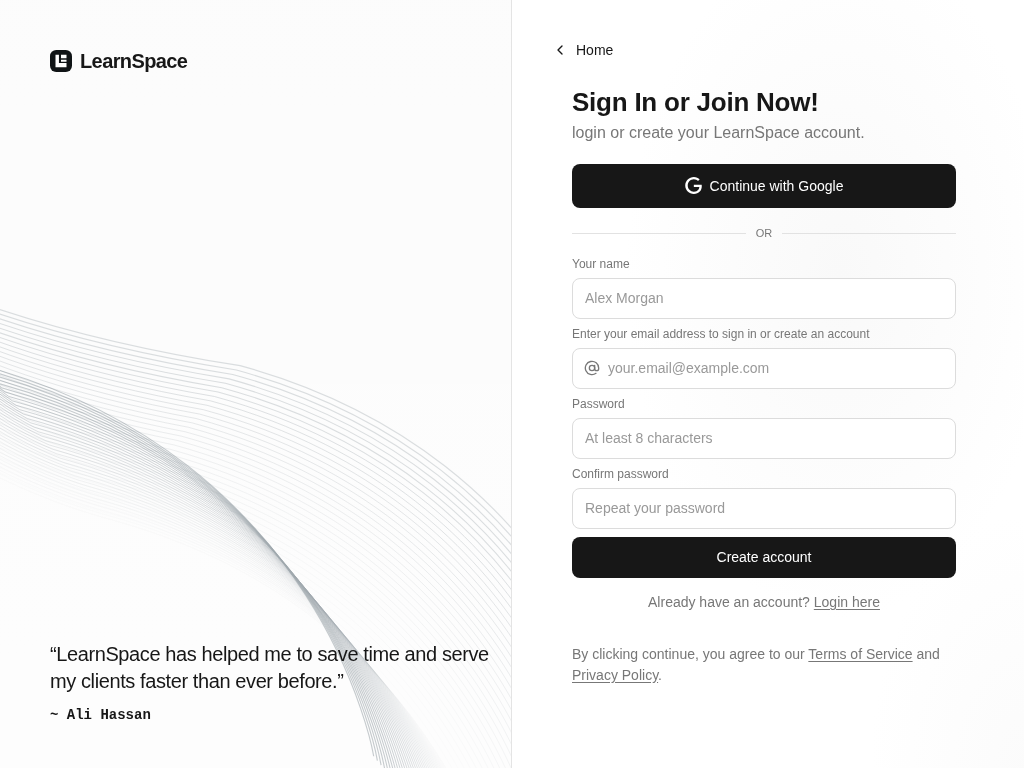 LearnSpace
“LearnSpace has helped me to save time and serve
my clients faster than ever before.”
~ Ali Hassan
Home
Sign In or Join Now!
login or create your LearnSpace account.
Continue with Google
OR
Your name
Alex Morgan
Enter your email address to sign in or create an account
your.email@example.com
Password
At least 8 characters
Confirm password
Repeat your password
Create account
Already have an account? Login here
By clicking continue, you agree to our Terms of Service and
Privacy Policy.